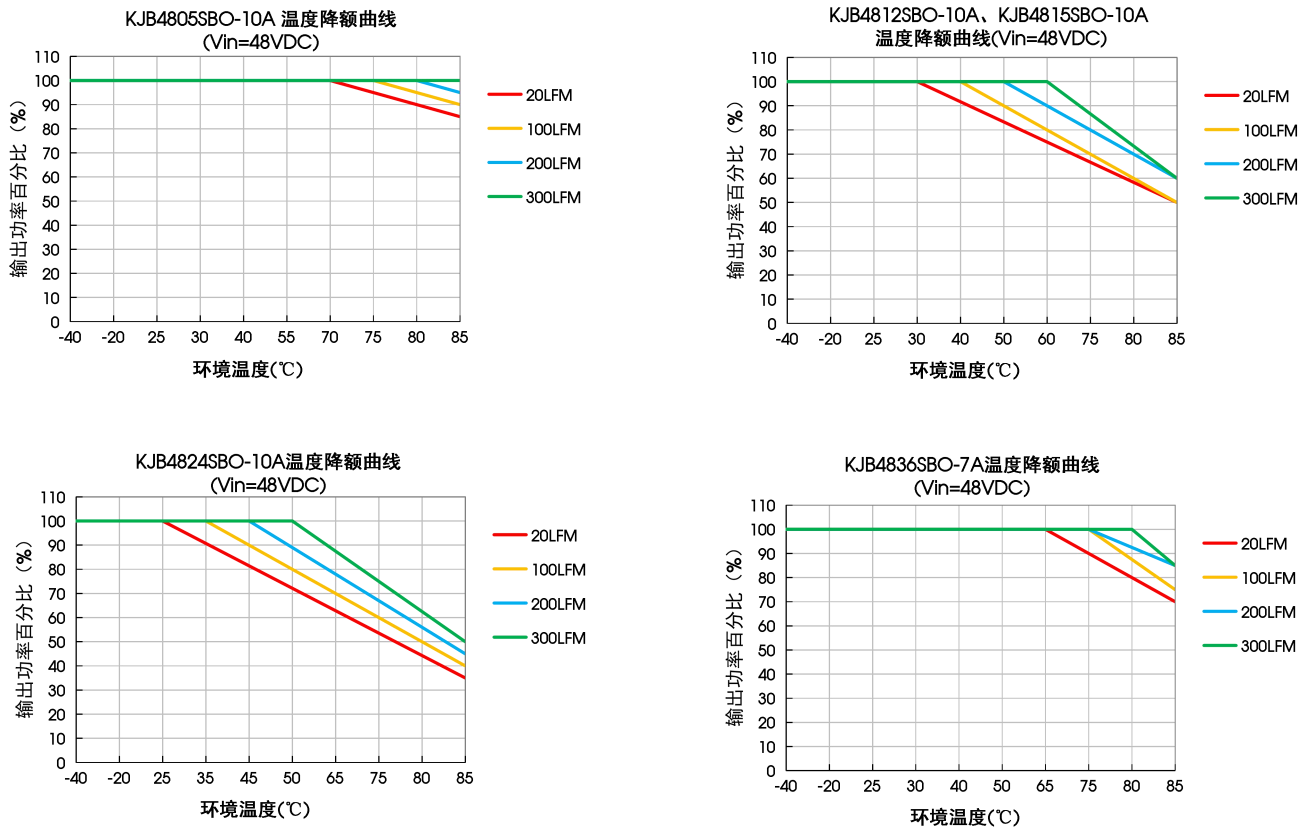 KJB4805SBO-10A 温度降额曲线
(Vin=48VDC)
110
100
90
80
70
60
50
40
30
20
10
0
输出功率百分比（%）
-40 -20 25 30 40 55 70 75 80 85
环境温度(℃)
20LFM
100LFM
200LFM
300LFM
KJB4812SBO-10A、KJB4815SBO-10A
温度降额曲线(Vin=48VDC)
110
100
90
80
70
60
50
40
30
20
10
0
输出功率百分比（%）
-40 -20 25 30 40 50 60 75 80 85
环境温度(℃)
20LFM
100LFM
200LFM
300LFM
KJB4824SBO-10A温度降额曲线
(Vin=48VDC)
110
100
90
80
70
60
50
40
30
20
10
0
输出功率百分比（%）
-40 -20 25 35 45 50 65 75 80 85
环境温度(℃)
20LFM
100LFM
200LFM
300LFM
KJB4836SBO-7A温度降额曲线
(Vin=48VDC)
110
100
90
80
70
60
50
40
30
20
10
0
输出功率百分比（%）
-40 -20 25 30 40 50 65 75 80 85
环境温度(℃)
20LFM
100LFM
200LFM
300LFM